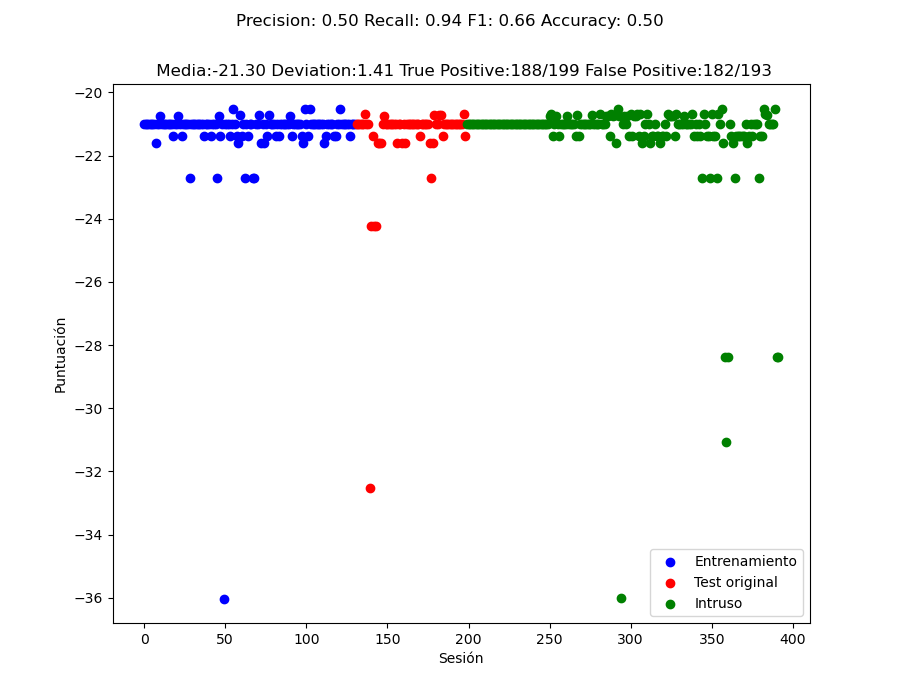 Precision: 0.50 Recall: 0.94 F1: 0.66 Accuracy: 0.50
Media:-21.30 Deviation:1.41 True Positive:188/199 False Positive:182/193
−20
−22
−24
−26
−28
−30
−32
−34
−36
Puntuación
0 50 100 150 200 250 300 350 400
Sesión
Entrenamiento
Test original
Intruso